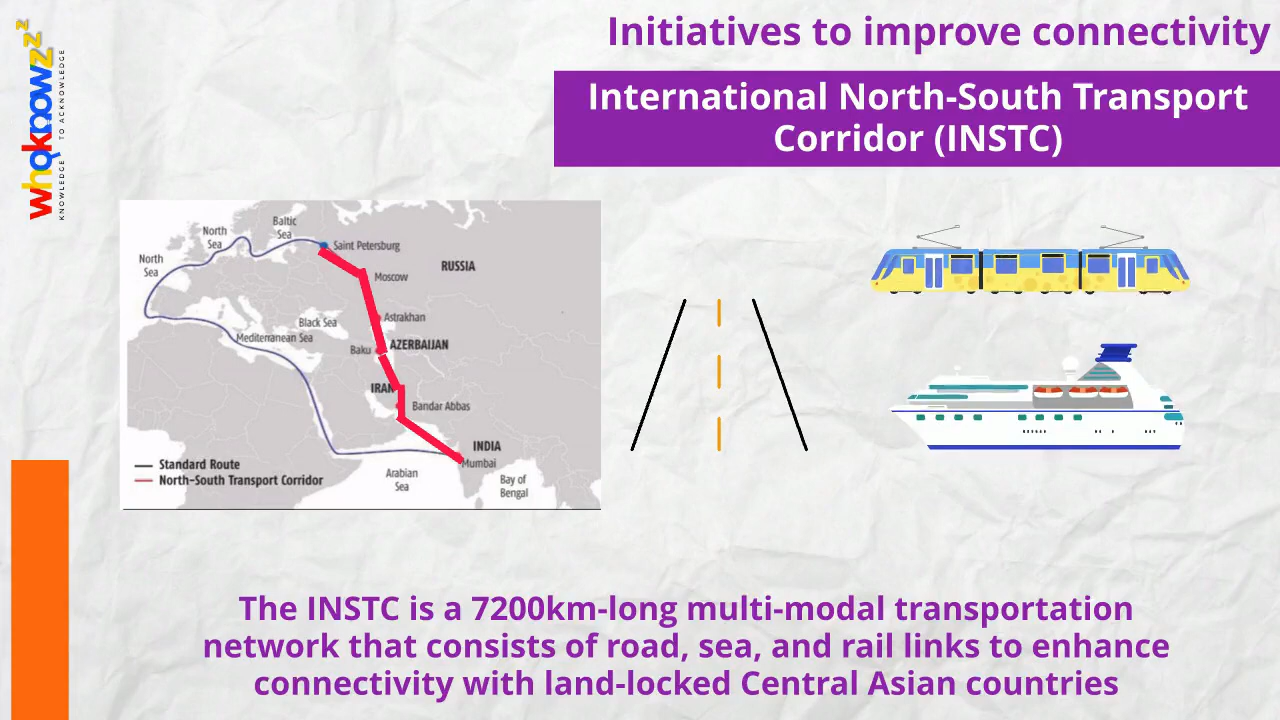 whoknowzzz
KNOWLEDGE TO ACKNOWLEDGE
Initiatives to improve connectivity
International North-South Transport
Corridor (INSTC)
Baltic
Sea
North
Sea
North
Sea
Saint Petersburg
RUSSIA
Moscow
Astrakhan
Black Sea
Mediterranean Sea
Baku
AZERBAIJAN
IRAN
Bandar Abbas
INDIA
Mumbai
Arabian
Sea
Bay of
Bengal
Standard Route
North-South Transport Corridor
The INSTC is a 7200km-long multi-modal transportation
network that consists of road, sea, and rail links to enhance
connectivity with land-locked Central Asian countries